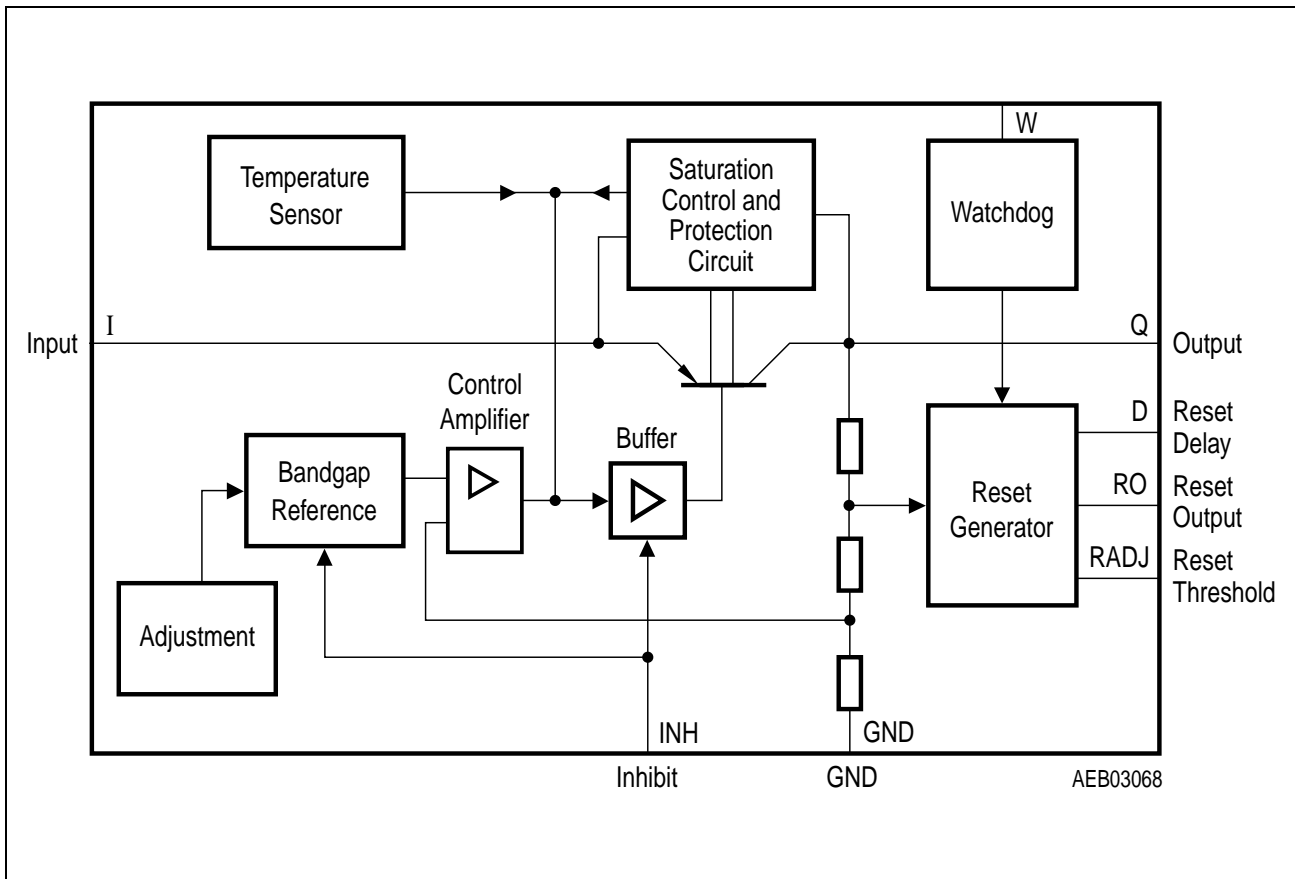 W
Temperature
Sensor
Saturation
Control and
Protection
Circuit
Watchdog
Input
I
Q
Output
Control
Amplifier
Buffer
Bandgap
Reference
Reset
Generator
D
Reset
Delay
RO
Reset
Output
RADJ
Reset
Threshold
Adjustment
INH
GND
Inhibit
GND
AEB03068